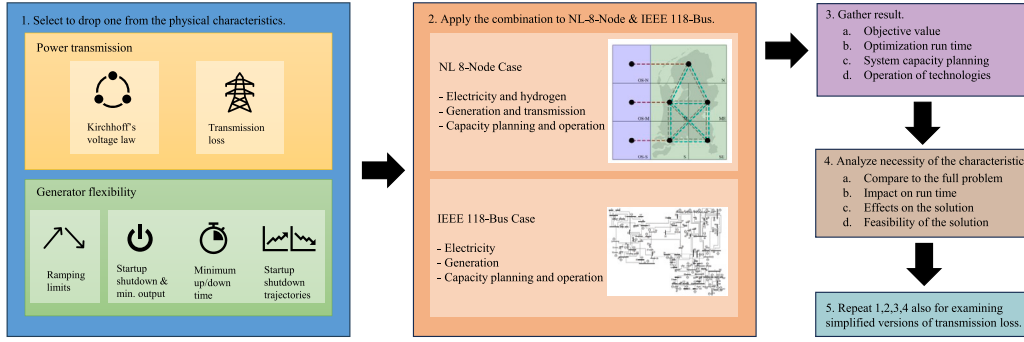 1. Select to drop one from the physical characteristics.
Power transmission
Kirchhoff's
voltage law
Transmission
loss
Generator flexibility
Ramping
limits
Startup
shutdown &
min. output
Minimum
up/down
time
Startup
shutdown
trajectories
2. Apply the combination to NL-8-Node & IEEE 118-Bus.
NL 8-Node Case
- Electricity and hydrogen
- Generation and transmission
- Capacity planning and operation
OS-N
N
OS-M
M
ME
OS-S
S
SE
IEEE 118-Bus Case
- Electricity
- Generation
- Capacity planning and operation
3. Gather result.
a. Objective value
b. Optimization run time
c. System capacity planning
d. Operation of technologies
4. Analyze necessity of the characteristic
a. Compare to the full problem
b. Impact on run time
c. Effects on the solution
d. Feasibility of the solution
5. Repeat 1,2,3,4 also for examining
simplified versions of transmission loss.